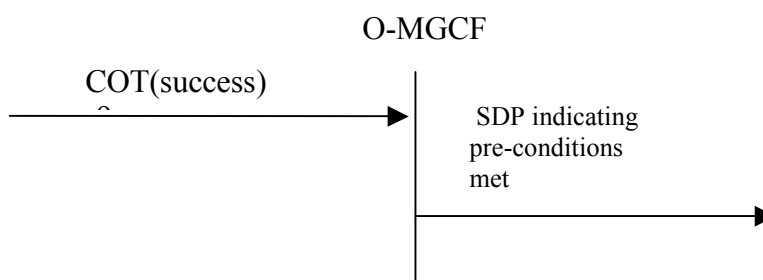 O-MGCF
COT(success)
SDP indicating
pre-conditions
met